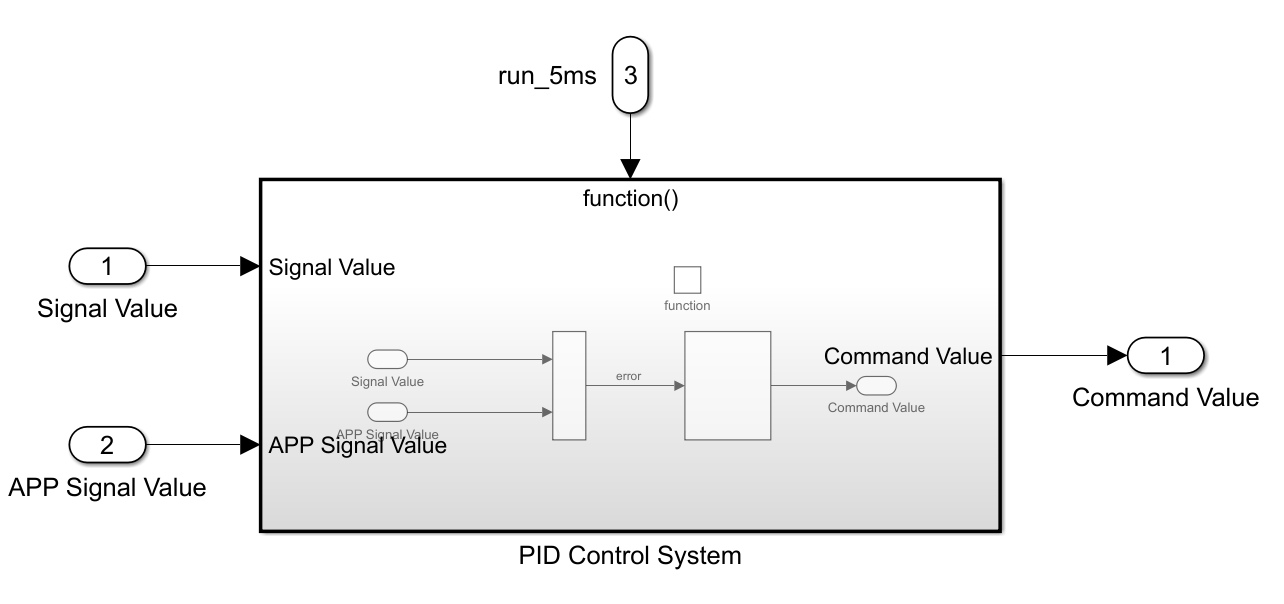 run_5ms
3
function()
1
Signal Value
Signal Value
function
Signal Value
error
Command Value
Command Value
1
Command Value
APP Signal Value
2
APP Signal Value
APP Signal Value
PID Control System